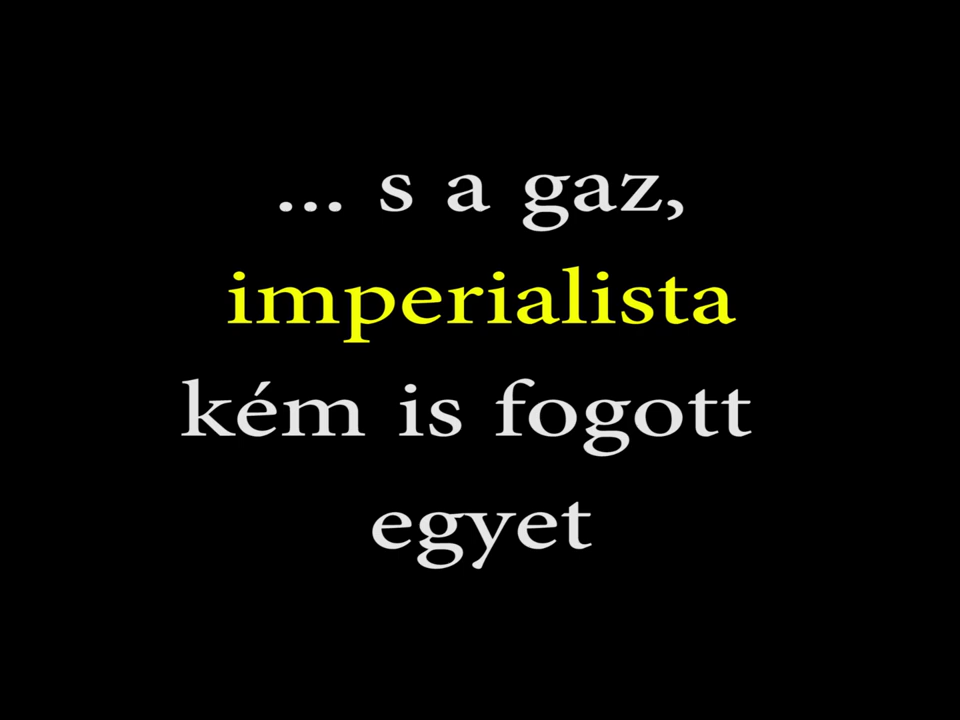 ... s a gaz,
imperialista
kém is fogott
egyet